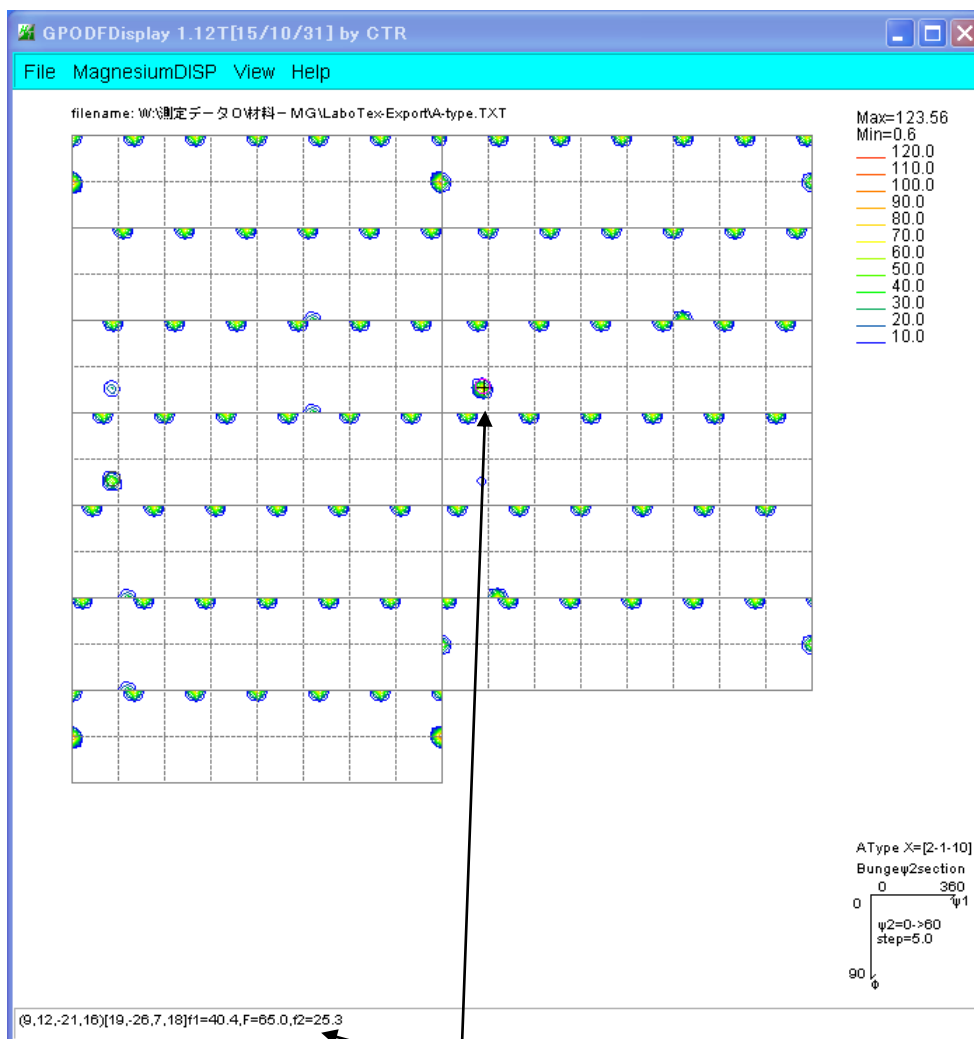 GPODFDisplay 1.12T[15/10/31] by CTR
File MagnesiumDISP View Help
filename: W:\測定データO\材料－MG\LaboTex-Export\A-type.TXT
Max=123.56
Min=0.6
120.0
110.0
100.0
90.0
80.0
70.0
60.0
50.0
40.0
30.0
20.0
10.0
AType X=[2-1-10]
Bungeψ2section
0 360
0 ψ1
ψ2=0->60
step=5.0
90
Φ
(9,12,-21,16)[19,-26,7,18]f1=40.4,F=65.0,f2=25.3